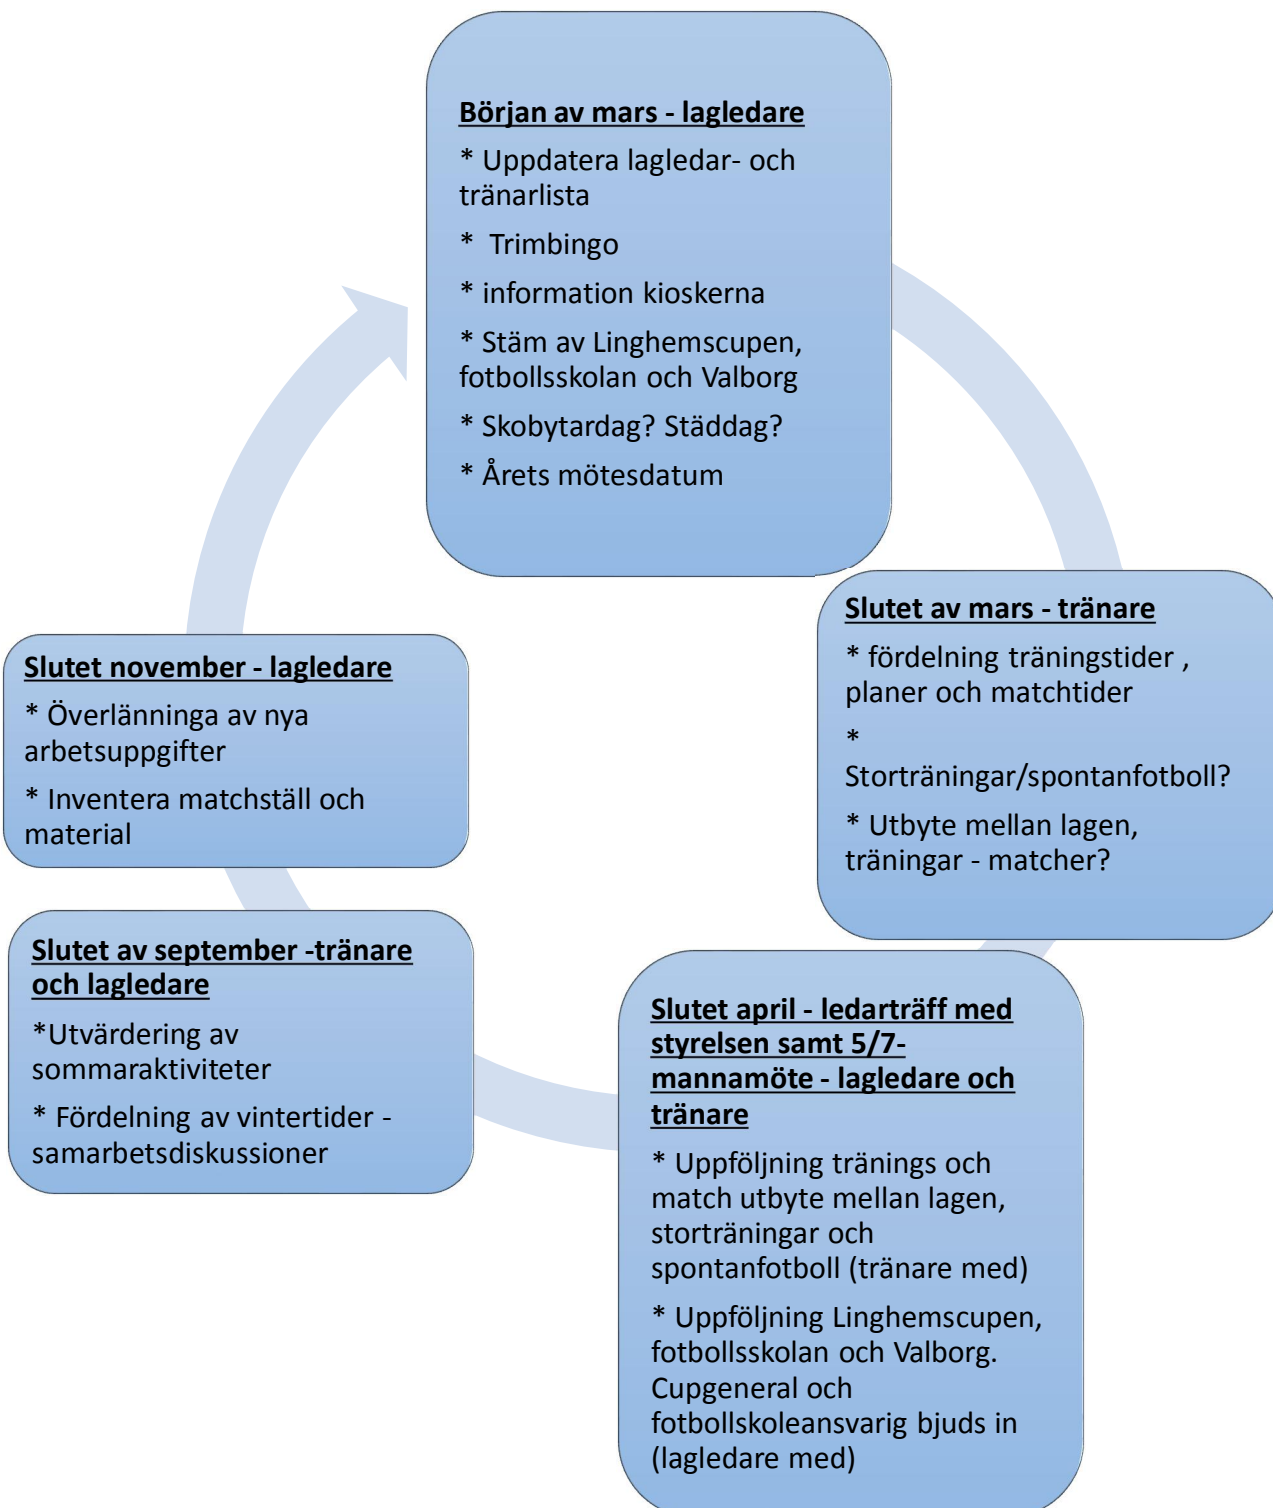 Början av mars - lagledare
* Uppdatera lagledar- och
tränarlista
* Trimbingo
* information kioskerna
* Stäm av Linghemscupen,
fotbollsskolan och Valborg
* Skobytardag? Städdag?
* Årets mötesdatum
Slutet av mars - tränare
* fördelning träningstider ,
planer och matchtider
*
Storträningar/spontanfotboll?
* Utbyte mellan lagen,
träningar - matcher?
Slutet april - ledarträff med
styrelsen samt 5/7-
mannamöte - lagledare och
tränare
* Uppföljning tränings och
match utbyte mellan lagen,
storträningar och
spontanfotboll (tränare med)
* Uppföljning Linghemscupen,
fotbollsskolan och Valborg.
Cupgeneral och
fotbollskoleansvarig bjuds in
(lagledare med)
Slutet av september -tränare
och lagledare
*Utvärdering av
sommaraktiviteter
* Fördelning av vintertider -
samarbetsdiskussioner
Slutet november - lagledare
* Överlänninga av nya
arbetsuppgifter
* Inventera matchställ och
material